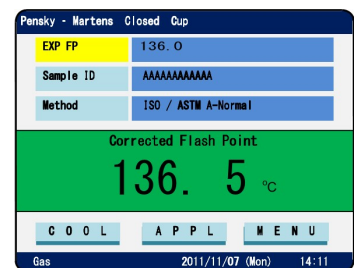 Pensky - Martens Closed Cup
EXP FP 136.0
Sample ID AAAAAAAAAAAA
Method ISO / ASTM A-Normal
Corrected Flash Point
136. 5 ℃
COOL APPL MENU
Gas 2011/11/07 (Mon) 14:11